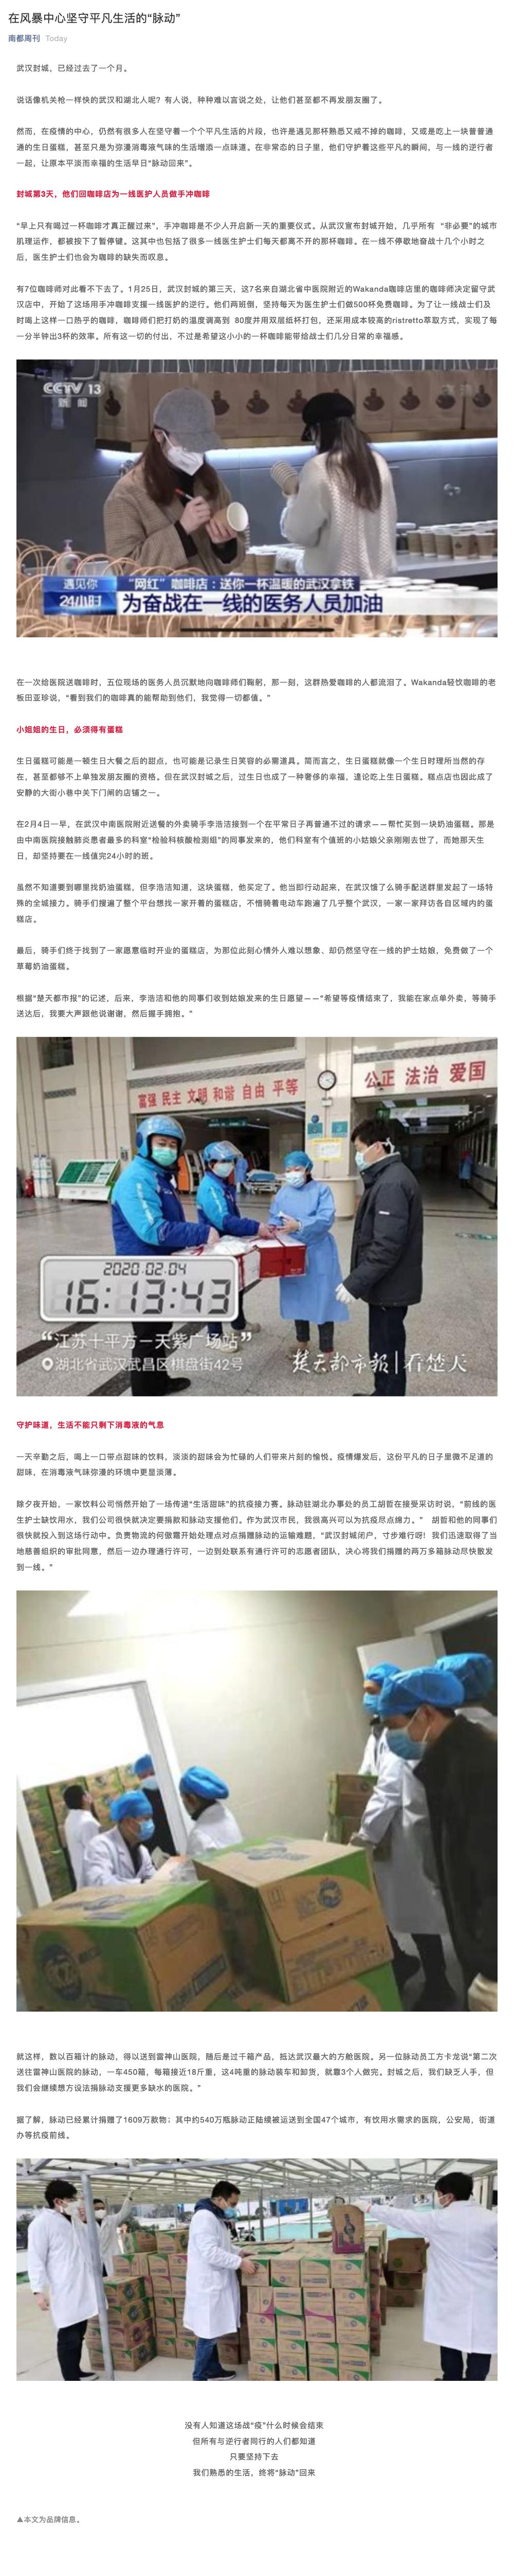 在风暴中心坚守平凡生活的“脉动”
南都周刊 Today
武汉封城，已经过去了一个月。
说话像机关枪一样快的武汉和湖北人呢？有人说，种种难以言说之处，让他们甚至都不再发朋友圈了。
然而，在疫情的中心，仍然有很多人在坚守着一个个平凡生活的片段，也许是遇见那杯熟悉又戒不掉的咖啡，又或是吃上一块普普通
通的生日蛋糕，甚至只是为弥漫消毒液气味的生活增添一点味道。在非常态的日子里，他们守护着这些平凡的瞬间，与一线的逆行者
一起，让原本平淡而幸福的生活早日“脉动回来”。
封城第3天，他们回咖啡店为一线医护人员做手冲咖啡
“早上只有喝过一杯咖啡才真正醒过来”，手冲咖啡是不少人开启新一天的重要仪式。从武汉宣布封城开始，几乎所有 “非必要”的城市
肌理运作，都被按下了暂停键。这其中也包括了很多一线医生护士们每天都离不开的那杯咖啡。在一线不停歇地奋战十几个小时之
后，医生护士们也会为咖啡的缺失而叹息。
有7位咖啡师对此看不下去了。1月25日，武汉封城的第三天，这7名来自湖北省中医院附近的Wakanda咖啡店里的咖啡师决定留守武
汉店中，开始了这场用手冲咖啡支援一线医护的逆行。他们两班倒，坚持每天为医生护士们做500杯免费咖啡。为了让一线战士们及
时喝上这样一口热乎的咖啡，咖啡师们把打奶的温度调高到 80度并用双层纸杯打包，还采用成本较高的ristretto萃取方式，实现了每
一分半钟出3杯的效率。所有这一切的付出，不过是希望这小小的一杯咖啡能带给战士们几分日常的幸福感。
CCTV 13
新闻
遇见你
24小时
“网红”咖啡店：送你一杯温暖的武汉拿铁
为奋战在一线的医务人员加油
在一次给医院送咖啡时，五位现场的医务人员沉默地向咖啡师们鞠躬，那一刻，这群热爱咖啡的人都流泪了。Wakanda轻饮咖啡的老
板田亚珍说，“看到我们的咖啡真的能帮助到他们，我觉得一切都值。”
小姐姐的生日，必须得有蛋糕
生日蛋糕可能是一顿生日大餐之后的甜点，也可能是记录生日笑容的必需道具。简而言之，生日蛋糕就像一个生日时理所当然的存
在，甚至都够不上单独发朋友圈的资格。但在武汉封城之后，过生日也成了一种奢侈的幸福，遑论吃上生日蛋糕。糕点店也因此成了
安静的大街小巷中关下门闸的店铺之一。
在2月4日一早，在武汉中南医院附近送餐的外卖骑手李浩洁接到一个在平常日子再普通不过的请求——帮忙买到一块奶油蛋糕。那是
由中南医院接触肺炎患者最多的科室“检验科核酸检测组”的同事发来的，他们科室有个值班的小姑娘父亲刚刚去世了，而她那天生
日，却坚持要在一线值完24小时的班。
虽然不知道要到哪里找奶油蛋糕，但李浩洁知道，这块蛋糕，他买定了。他当即行动起来，在武汉饿了么骑手配送群里发起了一场特
殊的全城接力。骑手们搜遍了整个平台想找一家开着的蛋糕店，不惜骑着电动车跑遍了几乎整个武汉，一家一家拜访各自区域内的蛋
糕店。
最后，骑手们终于找到了一家愿意临时开业的蛋糕店，为那位此刻心情外人难以想象、却仍然坚守在一线的护士姑娘，免费做了一个
草莓奶油蛋糕。
根据“楚天都市报”的记述，后来，李浩洁和他的同事们收到姑娘发来的生日愿望——“希望等疫情结束了，我能在家点单外卖，等骑手
送达后，我要大声跟他说谢谢，然后握手拥抱。”
富强 民主 文明 和谐 自由 平等
公正 法治 爱国
2020.02.04
16:13:43
“江苏十平方一天紫广场站”
湖北省武汉武昌区棋盘街42号
楚天都市报 看楚天
守护味道，生活不能只剩下消毒液的气息
一天辛勤之后，喝上一口带点甜味的饮料，淡淡的甜味会为忙碌的人们带来片刻的愉悦。疫情爆发后，这份平凡的日子里微不足道的
甜味，在消毒液气味弥漫的环境中更显淡薄。
除夕夜开始，一家饮料公司悄然开始了一场传递“生活甜味”的抗疫接力赛。脉动驻湖北办事处的员工胡哲在接受采访时说，“前线的医
生护士缺饮用水，我们公司很快就决定要捐款和脉动支援他们。作为武汉市民，我很高兴可以为抗疫尽点绵力。” 胡哲和他的同事们
很快就投入到这场行动中。负责物流的何傲霜开始处理点对点捐赠脉动的运输难题，“武汉封城闭户，寸步难行呀！我们迅速取得了当
地慈善组织的审批同意，然后一边办理通行许可，一边到处联系有通行许可的志愿者团队，决心将我们捐赠的两万多箱脉动尽快散发
到一线。”
就这样，数以百箱计的脉动，得以送到雷神山医院，随后是过千箱产品，抵达武汉最大的方舱医院。另一位脉动员工方卡龙说“第二次
送往雷神山医院的脉动，一车450箱，每箱接近18斤重，这4吨重的脉动装车和卸货，就靠3个人做完。封城之后，我们缺乏人手，但
我们会继续想方设法捐脉动支援更多缺水的医院。”
据了解，脉动已经累计捐赠了1609万款物；其中约540万瓶脉动正陆续被运送到全国47个城市，有饮用水需求的医院，公安局，街道
办等抗疫前线。
没有人知道这场战“疫”什么时候会结束
但所有与逆行者同行的人们都知道
只要坚持下去
我们熟悉的生活，终将“脉动”回来
▲本文为品牌信息。